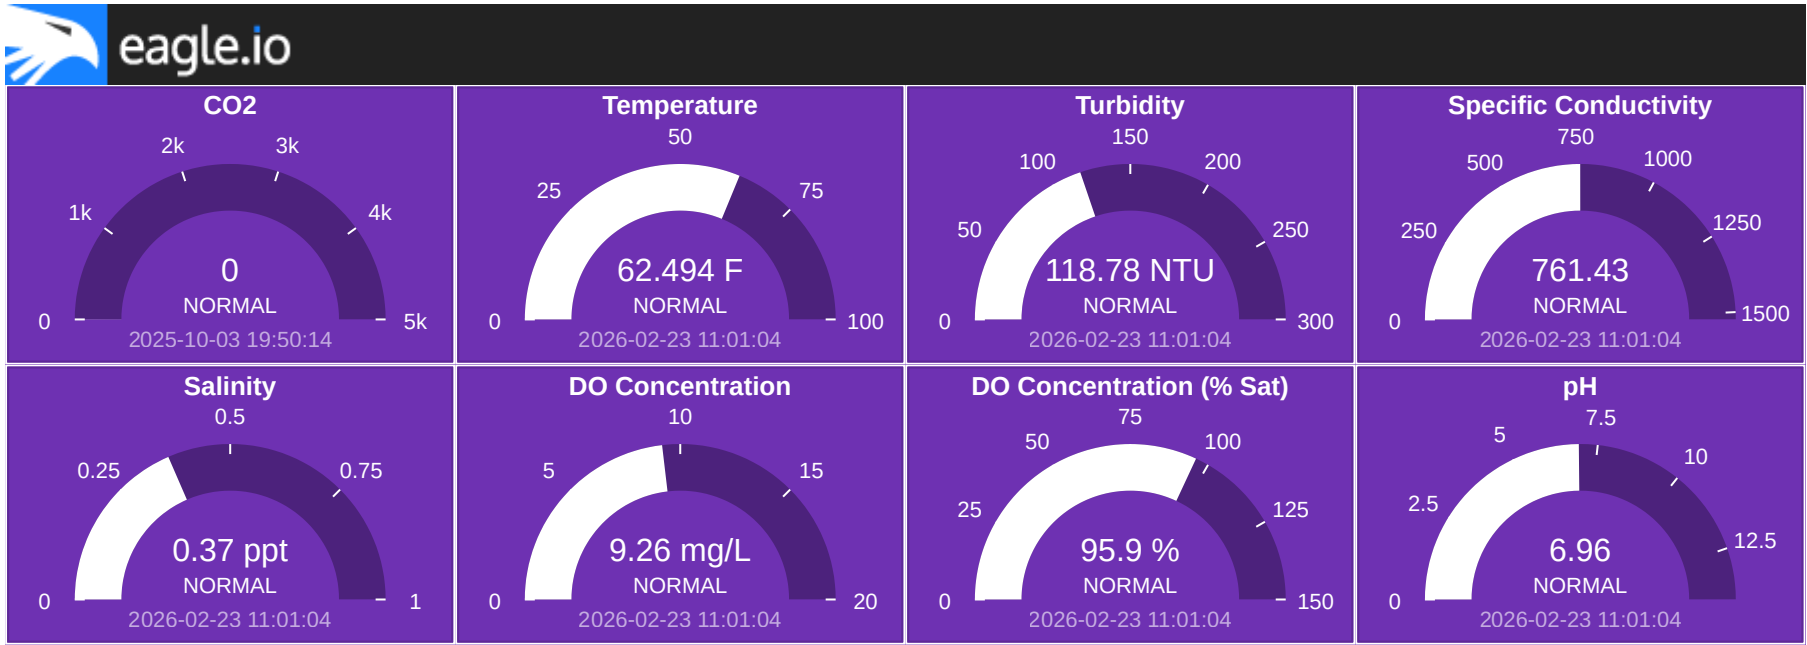 eagle.io
CO2
2k
3k
1k
4k
0
NORMAL
0
5k
2025-10-03 19:50:14
Temperature
50
25
75
62.494 F
NORMAL
0
100
2026-02-23 11:01:04
Turbidity
150
100
200
50
250
118.78 NTU
NORMAL
0
300
2026-02-23 11:01:04
Specific Conductivity
750
500
1000
250
1250
761.43
NORMAL
0
1500
2026-02-23 11:01:04
Salinity
0.5
0.25
0.75
0.37 ppt
NORMAL
0
1
2026-02-23 11:01:04
DO Concentration
10
5
15
9.26 mg/L
NORMAL
0
20
2026-02-23 11:01:04
DO Concentration (% Sat)
75
50
100
25
125
95.9 %
NORMAL
0
150
2026-02-23 11:01:04
pH
7.5
5
10
2.5
12.5
6.96
NORMAL
0
2026-02-23 11:01:04